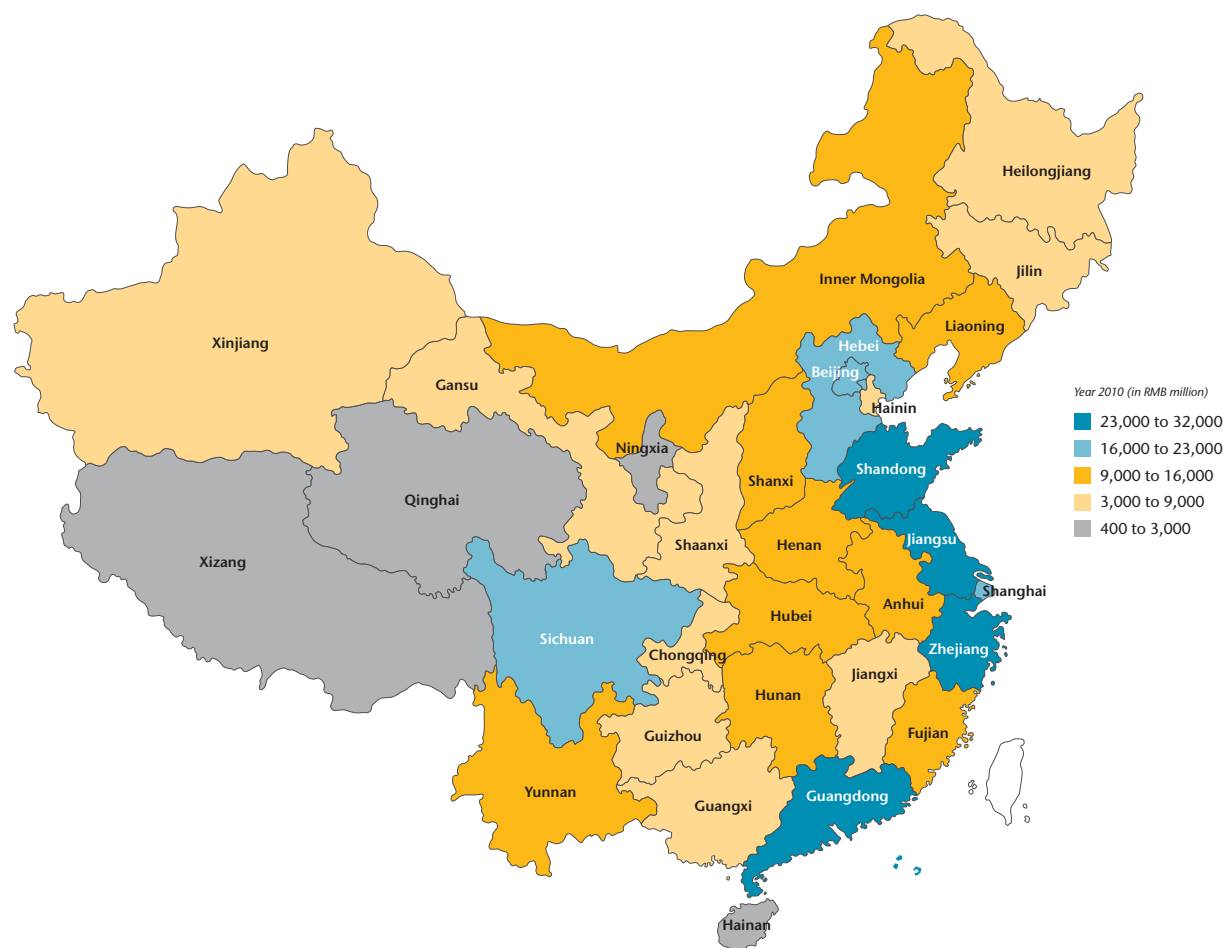 Heilongjiang
Jilin
Inner Mongolia
Liaoning
Xinjiang
Hebei
Beijing
Gansu
Hainin
Ningxia
Shandong
Shanxi
Qinghai
Jiangsu
Shaanxi
Henan
Xizang
Shanghai
Anhui
Hubei
Sichuan
Zhejiang
Chongqing
Jiangxi
Hunan
Fujian
Guizhou
Yunnan
Guangdong
Guangxi
Hainan
Year 2010 (in RMB million)
23,000 to 32,000
16,000 to 23,000
9,000 to 16,000
3,000 to 9,000
400 to 3,000